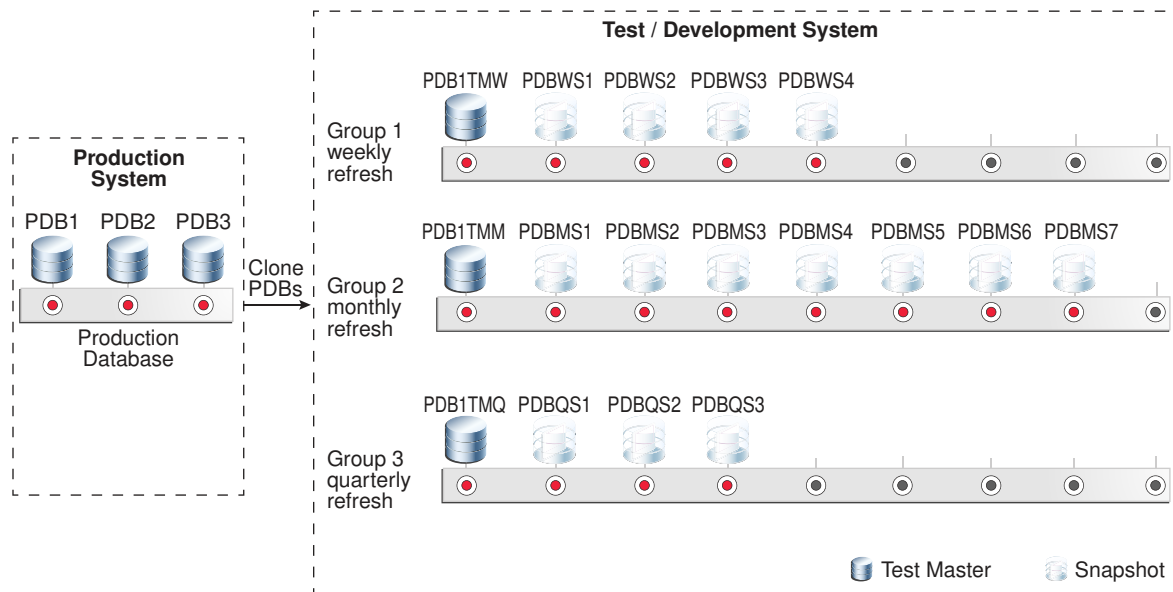 Production
System
PDB1 PDB2 PDB3
Production
Database
Clone
PDBs
Test / Development System
PDB1TMW PDBWS1 PDBWS2 PDBWS3 PDBWS4
Group 1
weekly
refresh
PDB1TMM PDBMS1 PDBMS2 PDBMS3 PDBMS4 PDBMS5 PDBMS6 PDBMS7
Group 2
monthly
refresh
PDB1TMQ PDBQS1 PDBQS2 PDBQS3
Group 3
quarterly
refresh
Test Master Snapshot